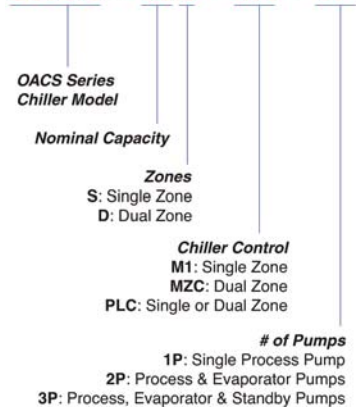 OACS Series
Chiller Model
Nominal Capacity
Zones
S: Single Zone
D: Dual Zone
Chiller Control
M1: Single Zone
MZC: Dual Zone
PLC: Single or Dual Zone
# of Pumps
1P: Single Process Pump
2P: Process & Evaporator Pumps
3P: Process, Evaporator & Standby Pumps